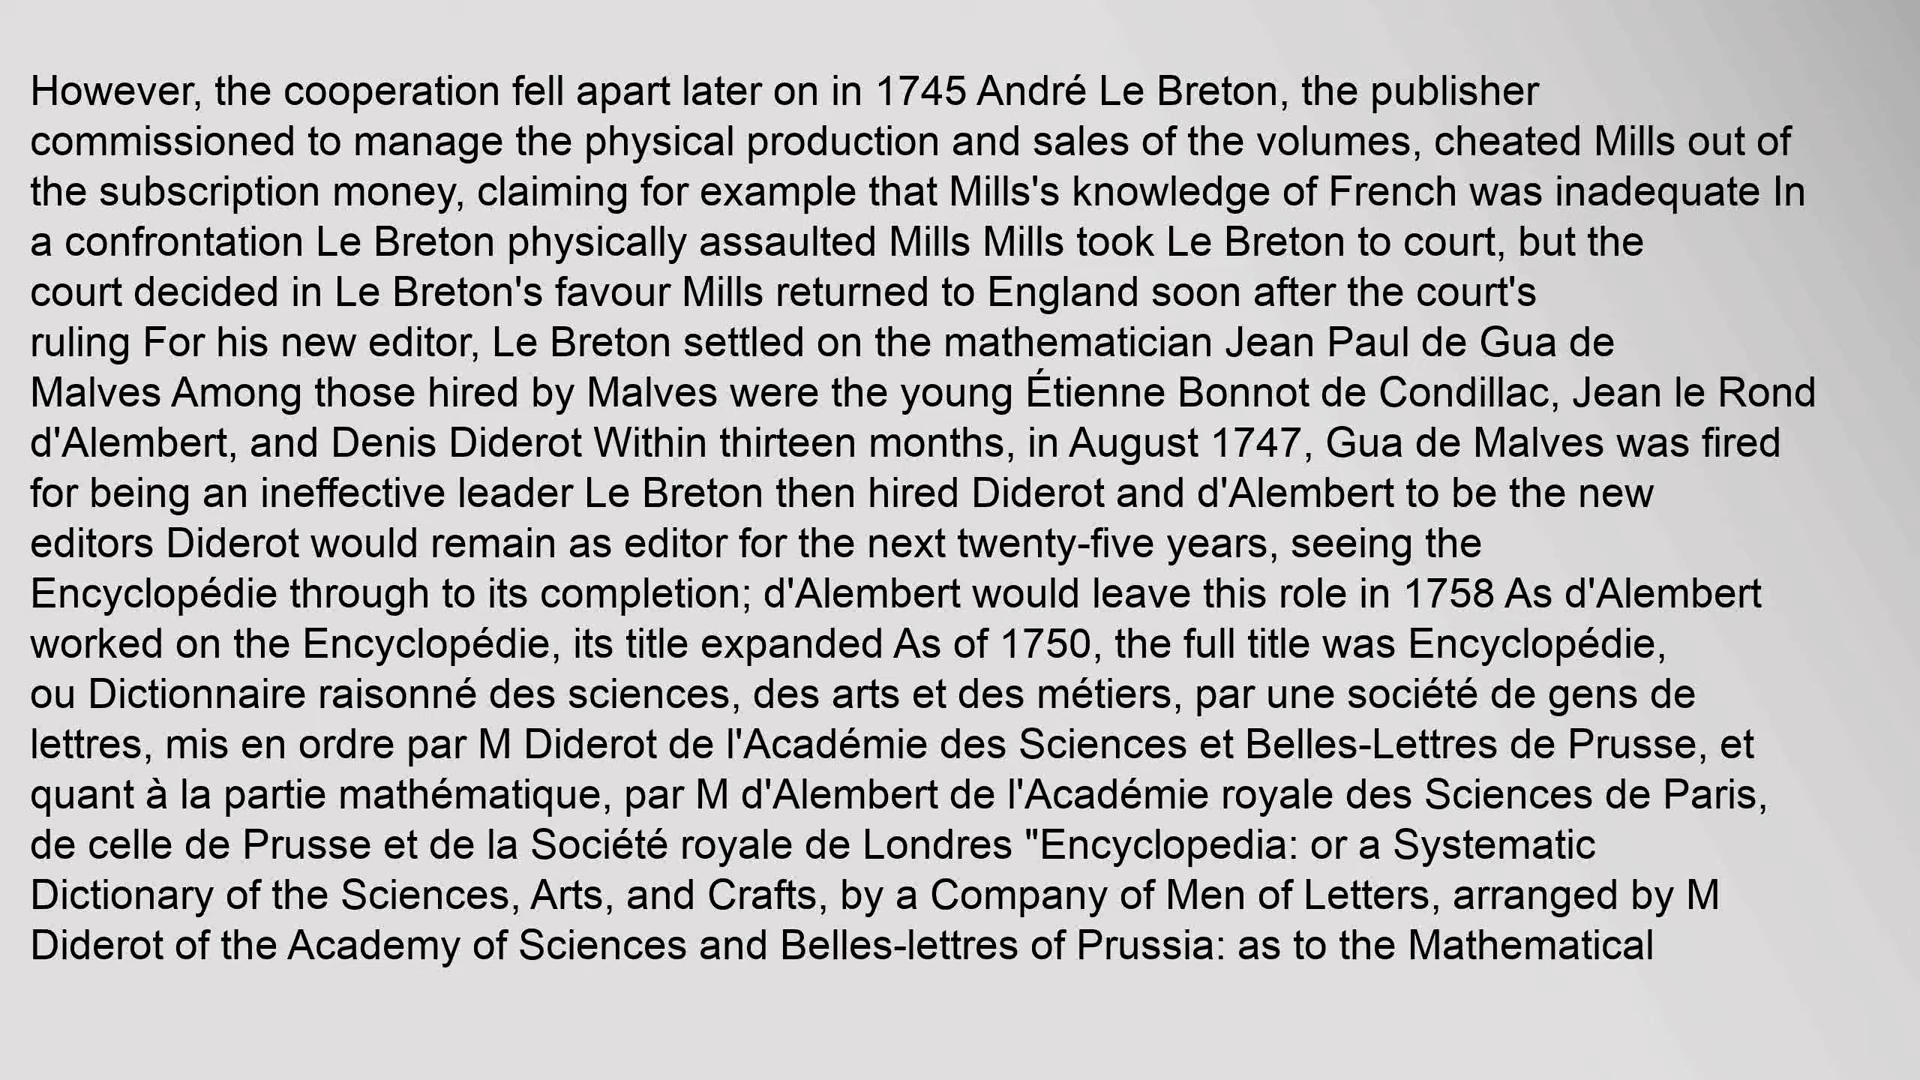 However, the cooperation fell apart later on in 1745 André Le Breton, the publisher
commissioned to manage the physical production and sales of the volumes, cheated Mills out of
the subscription money, claiming for example that Mills's knowledge of French was inadequate In
a confrontation Le Breton physically assaulted Mills Mills took Le Breton to court, but the
court decided in Le Breton's favour Mills returned to England soon after the court's
ruling For his new editor, Le Breton settled on the mathematician Jean Paul de Gua de
Malves Among those hired by Malves were the young Étienne Bonnot de Condillac, Jean le Rond
d'Alembert, and Denis Diderot Within thirteen months, in August 1747, Gua de Malves was fired
for being an ineffective leader Le Breton then hired Diderot and d'Alembert to be the new
editors Diderot would remain as editor for the next twenty-five years, seeing the
Encyclopédie through to its completion; d'Alembert would leave this role in 1758 As d'Alembert
worked on the Encyclopédie, its title expanded As of 1750, the full title was Encyclopédie,
ou Dictionnaire raisonné des sciences, des arts et des métiers, par une société de gens de
lettres, mis en ordre par M Diderot de l'Académie des Sciences et Belles-Lettres de Prusse, et
quant à la partie mathématique, par M d'Alembert de l'Académie royale des Sciences de Paris,
de celle de Prusse et de la Société royale de Londres "Encyclopedia: or a Systematic
Dictionary of the Sciences, Arts, and Crafts, by a Company of Men of Letters, arranged by M
Diderot of the Academy of Sciences and Belles-lettres of Prussia: as to the Mathematical